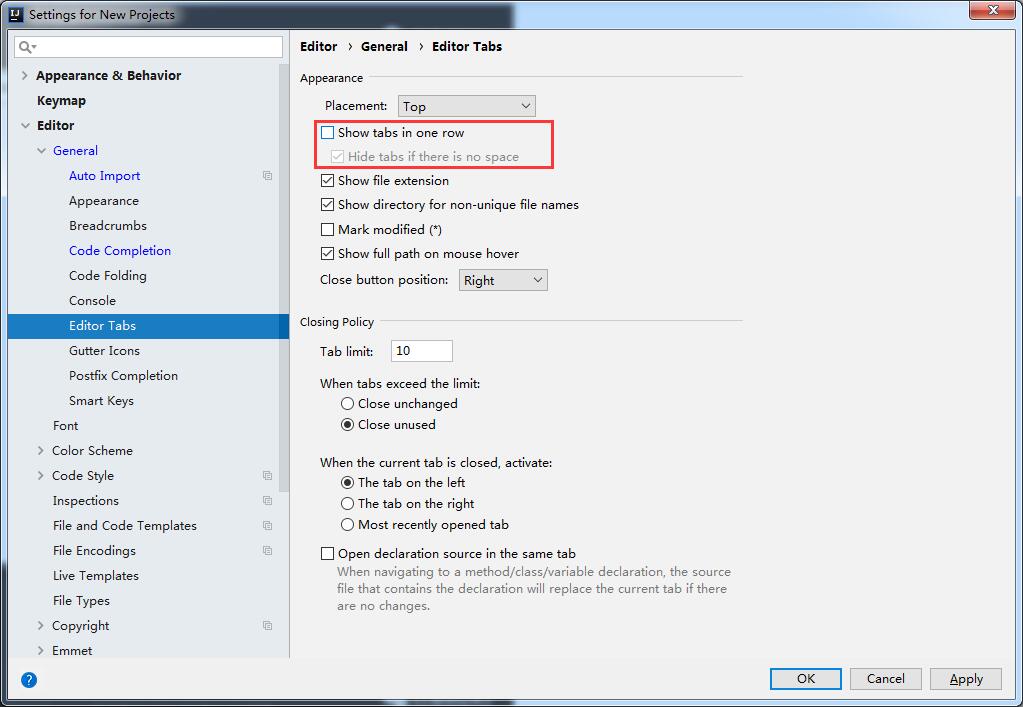 Settings for New Projects
Appearance & Behavior
Keymap
Editor
General
Auto Import
Appearance
Breadcrumbs
Code Completion
Code Folding
Console
Editor Tabs
Gutter Icons
Postfix Completion
Smart Keys
Font
Color Scheme
Code Style
Inspections
File and Code Templates
File Encodings
Live Templates
File Types
Copyright
Emmet
Editor › General › Editor Tabs
Appearance
Placement: Top
Show tabs in one row
Hide tabs if there is no space
Show file extension
Show directory for non-unique file names
Mark modified (*)
Show full path on mouse hover
Close button position: Right
Closing Policy
Tab limit: 10
When tabs exceed the limit:
Close unchanged
Close unused
When the current tab is closed, activate:
The tab on the left
The tab on the right
Most recently opened tab
Open declaration source in the same tab
When navigating to a method/class/variable declaration, the source
file that contains the declaration will replace the current tab if there
are no changes.
?
OK Cancel Apply